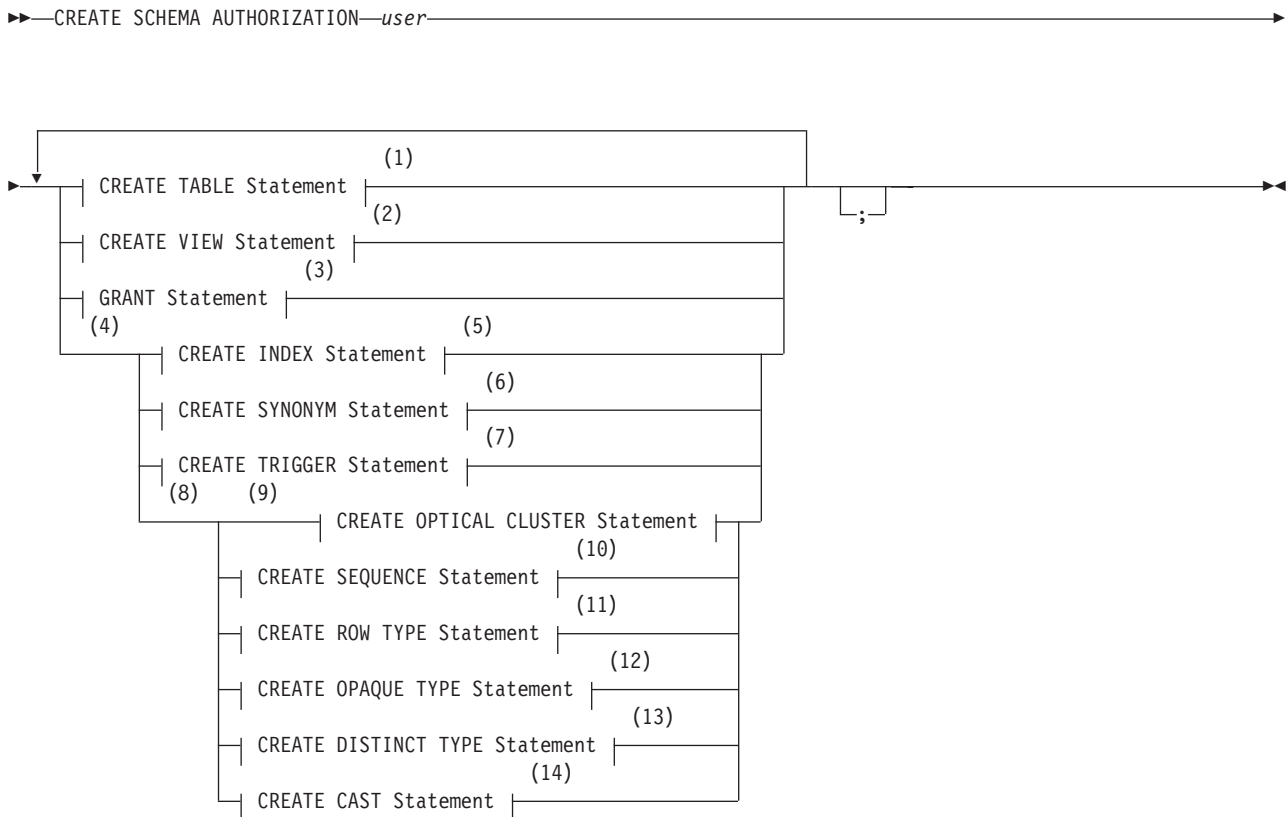 CREATE SCHEMA AUTHORIZATION user
(1)
CREATE TABLE Statement
;
(2)
CREATE VIEW Statement
(3)
GRANT Statement
(4) (5)
CREATE INDEX Statement
(6)
CREATE SYNONYM Statement
(7)
CREATE TRIGGER Statement
(8) (9)
CREATE OPTICAL CLUSTER Statement
(10)
CREATE SEQUENCE Statement
(11)
CREATE ROW TYPE Statement
(12)
CREATE OPAQUE TYPE Statement
(13)
CREATE DISTINCT TYPE Statement
(14)
CREATE CAST Statement